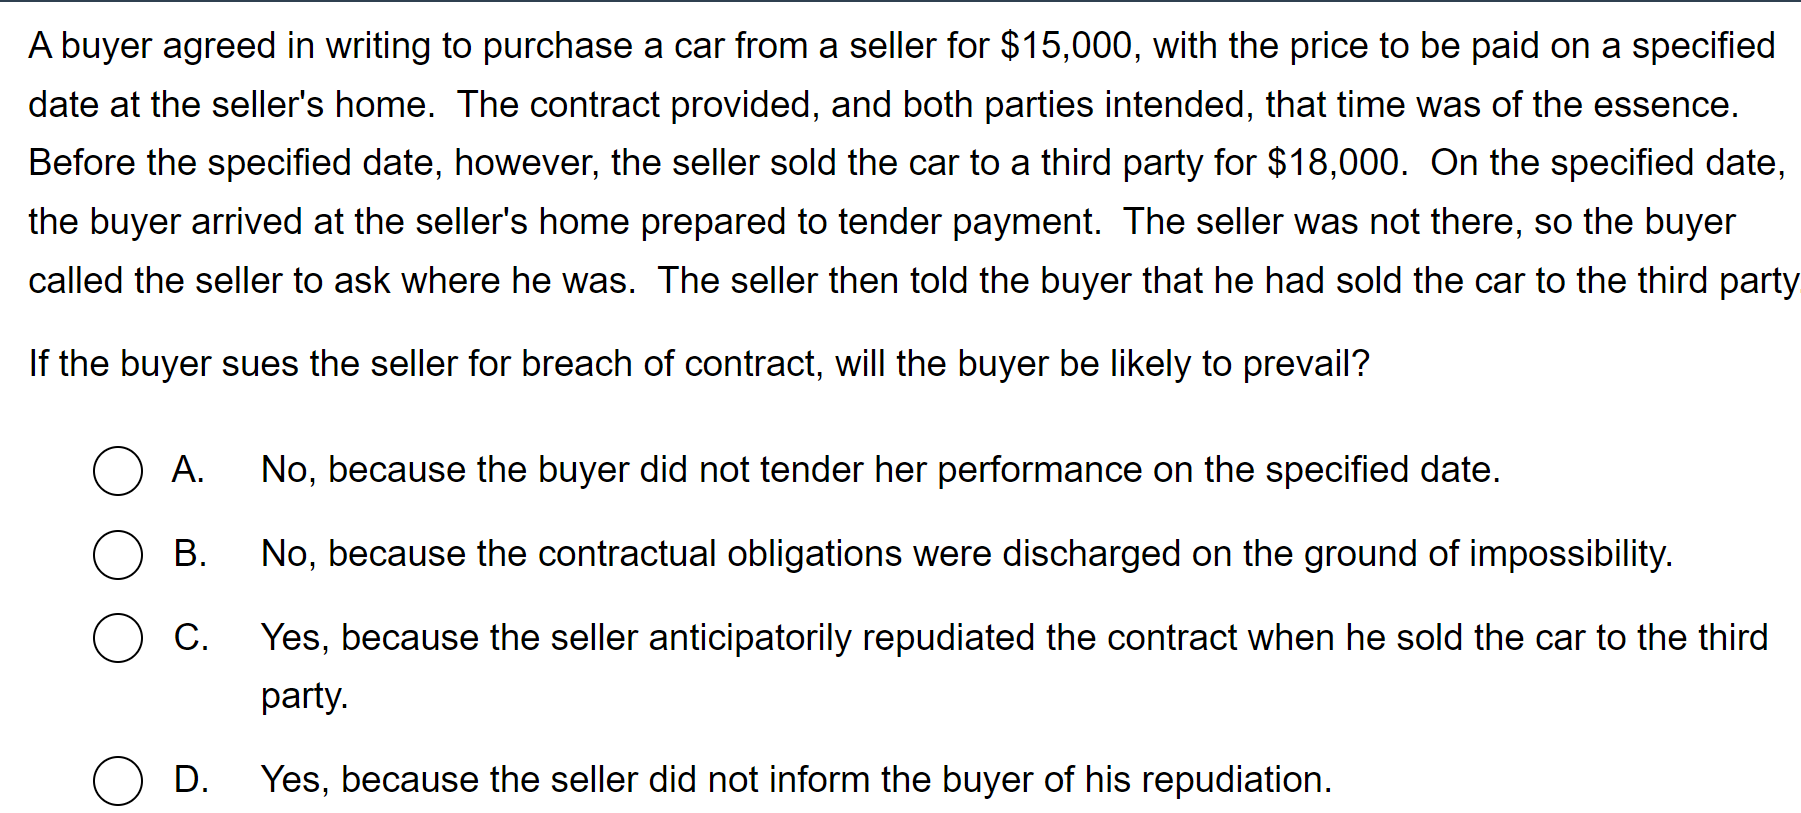 A buyer agreed in writing to purchase a car from a seller for $15,000, with the price to be paid on a specified
date at the seller's home.  The contract provided, and both parties intended, that time was of the essence.
Before the specified date, however, the seller sold the car to a third party for $18,000.  On the specified date,
the buyer arrived at the seller's home prepared to tender payment.  The seller was not there, so the buyer
called the seller to ask where he was.  The seller then told the buyer that he had sold the car to the third party
If the buyer sues the seller for breach of contract, will the buyer be likely to prevail?
A. No, because the buyer did not tender her performance on the specified date.
B. No, because the contractual obligations were discharged on the ground of impossibility.
C. Yes, because the seller anticipatorily repudiated the contract when he sold the car to the third
party.
D. Yes, because the seller did not inform the buyer of his repudiation.